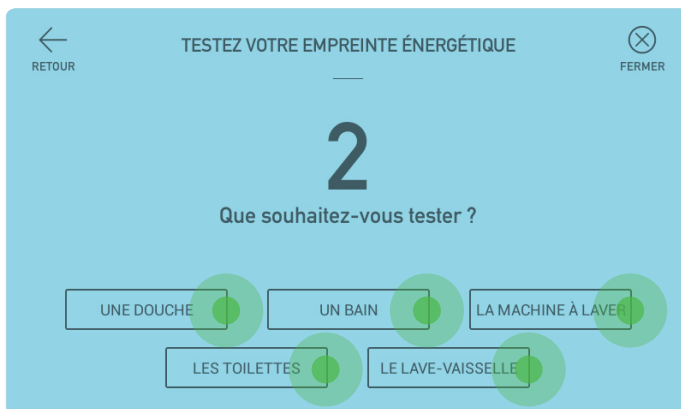 TESTEZ VOTRE EMPREINTE ÉNERGÉTIQUE
RETOUR
FERMER
2
Que souhaitez-vous tester ?
UNE DOUCHE
UN BAIN
LA MACHINE À LAVER
LES TOILETTES
LE LAVE-VAISSELLE